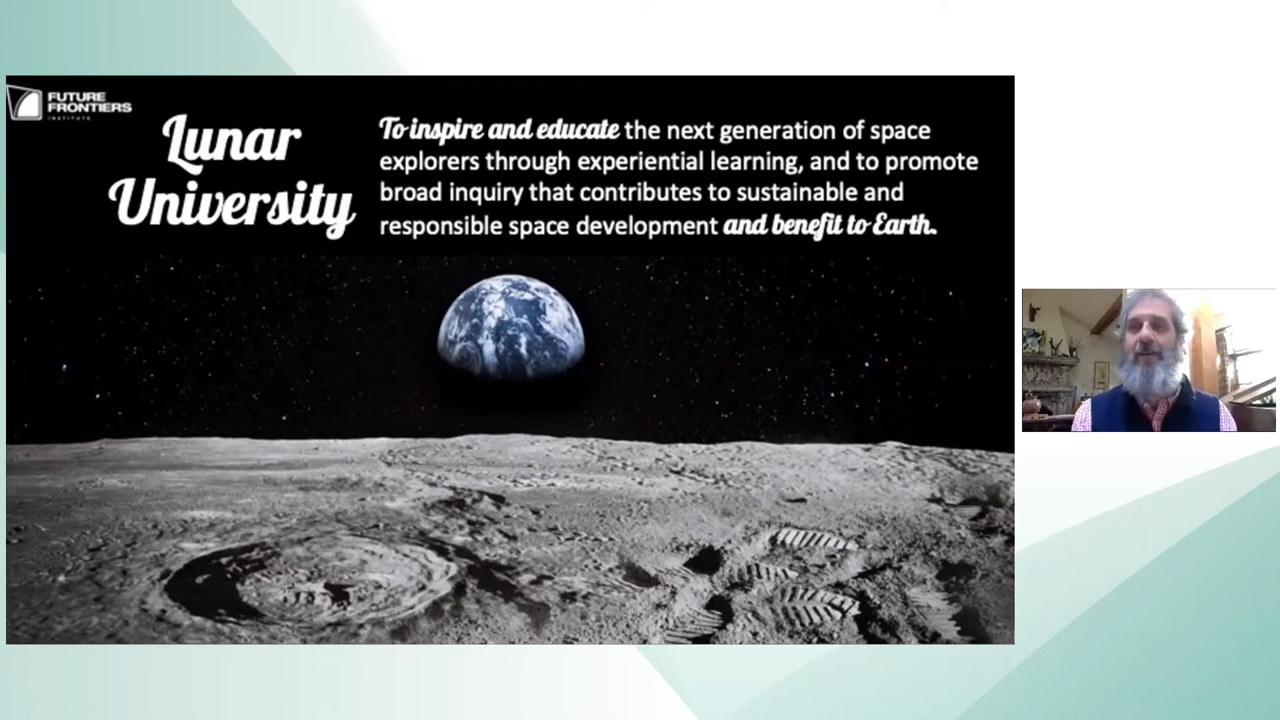 FUTURE
FRONTIERS
INSTITUTE
Lunar
University
To inspire and educate the next generation of space
explorers through experiential learning, and to promote
broad inquiry that contributes to sustainable and
responsible space development and benefit to Earth.